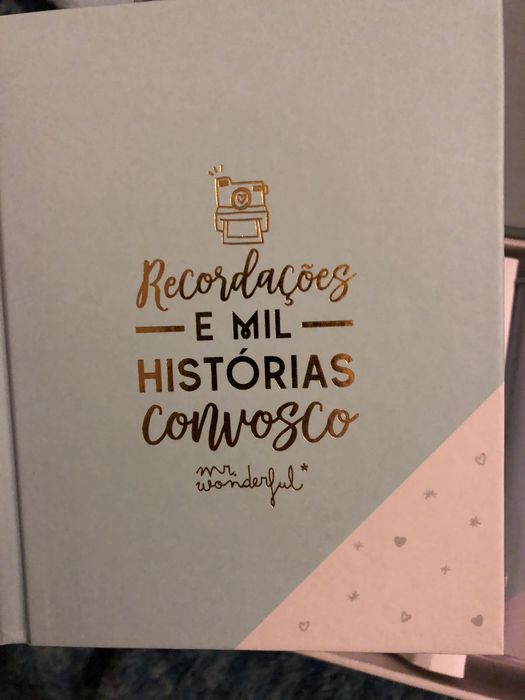 Recordações
E MIL
HISTÓRIAS
convosco
mr.
wonderful*